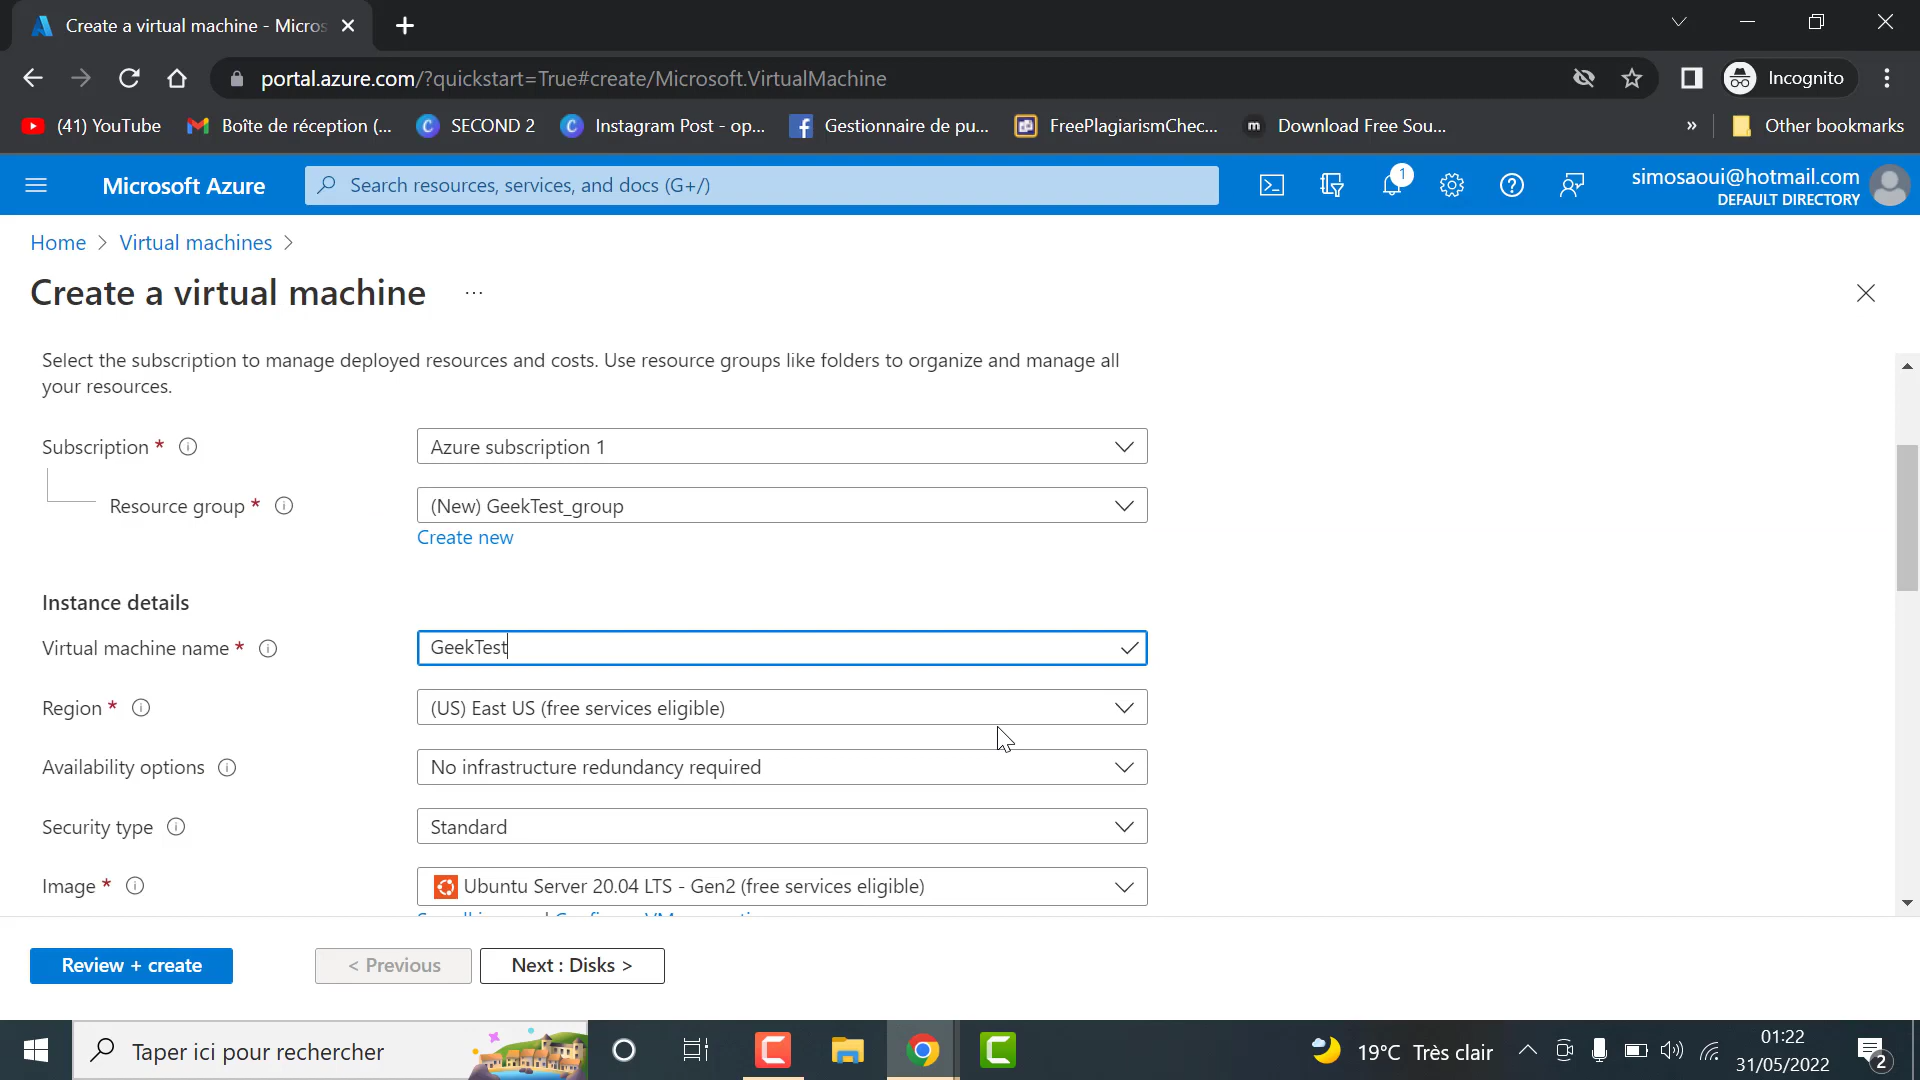 Create a virtual machine - Micros
portal.azure.com/?quickstart=True#create/Microsoft.VirtualMachine
Incognito
(41) YouTube
Boîte de réception (...
SECOND 2
Instagram Post - op...
Gestionnaire de pu...
FreePlagiarismChec...
m
Download Free Sou...
»
Other bookmarks
Microsoft Azure
Search resources, services, and docs (G+/)
1
simosaoui@hotmail.com
DEFAULT DIRECTORY
Home > Virtual machines >
Create a virtual machine ...
Select the subscription to manage deployed resources and costs. Use resource groups like folders to organize and manage all
your resources.
Subscription *
Azure subscription 1
Resource group *
(New) GeekTest_group
Create new
Instance details
Virtual machine name *
GeekTest
Region *
(US) East US (free services eligible)
Availability options
No infrastructure redundancy required
Security type
Standard
Image *
Ubuntu Server 20.04 LTS - Gen2 (free services eligible)
Review + create
< Previous
Next : Disks >
Taper ici pour rechercher
19°C Très clair
01:22
31/05/2022
2